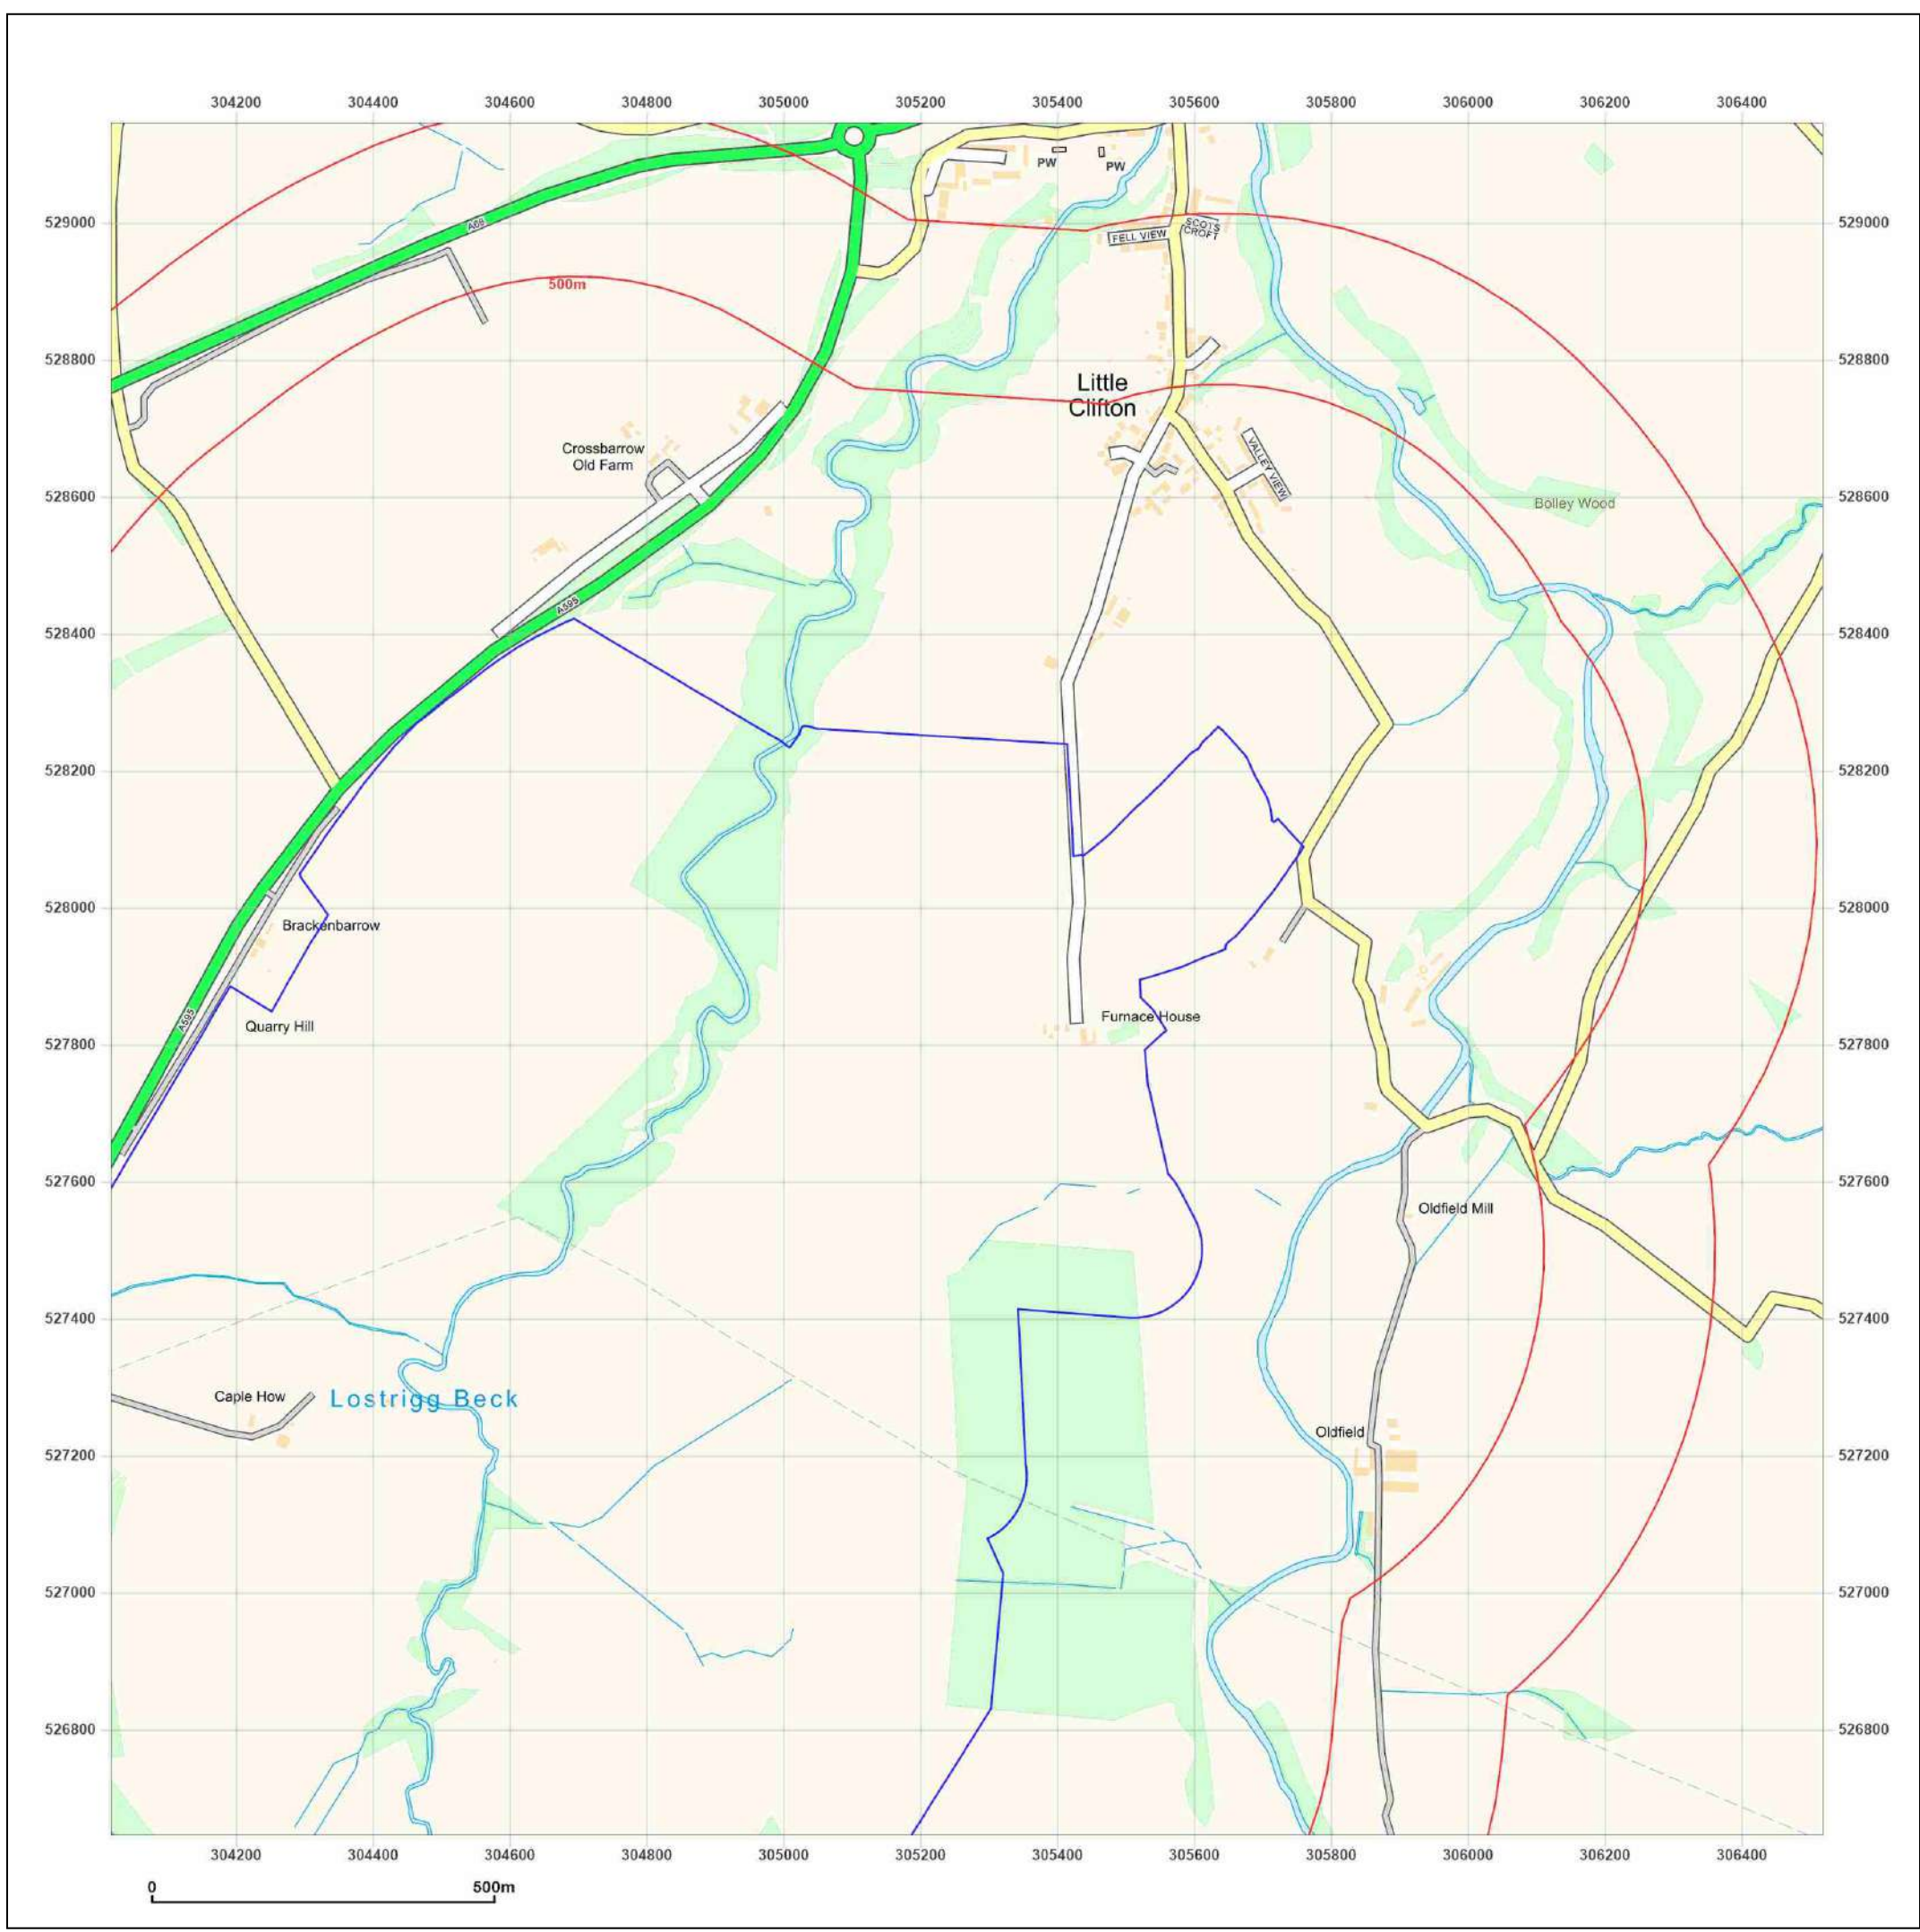 304200 304400 304600 304800 305000 305200 305400 305600 305800 306000 306200 306400
PW
PW
529000
529000
A66
SCOTS
CROFT
FELL VIEW
500m
528800
528800
Little
Clifton
Crossbarrow
Old Farm
VALLEY VIEW
528600
528600
Bolley Wood
A595
528400
528400
528200
528200
528000
528000
Brackenbarrow
A595
Quarry Hill
Furnace House
527800
527800
527600
527600
Oldfield Mill
527400
527400
Caple How
Lostrigg Beck
Oldfield
527200
527200
527000
527000
526800
526800
304200 304400 304600 304800 305000 305200 305400 305600 305800 306000 306200 306400
0 500m